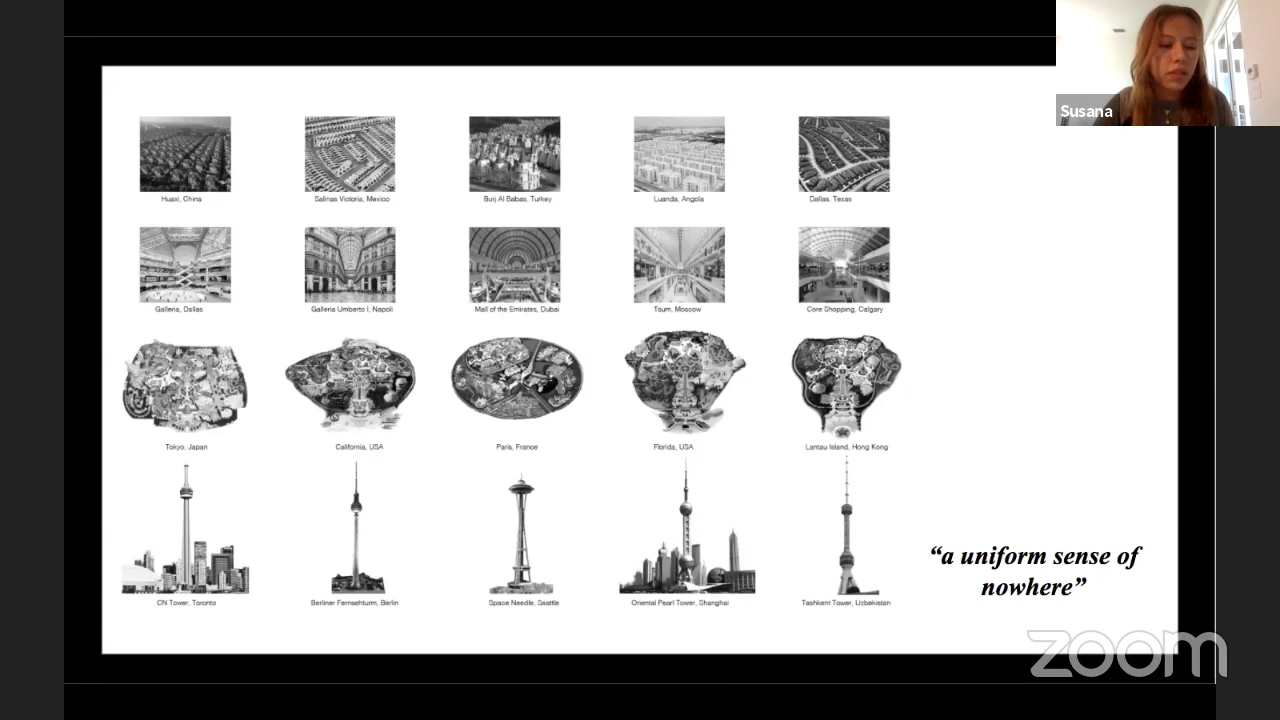 Susana
Huaxi, China
Salinas Victoria, Mexico
Burj Al Babas, Turkey
Luanda, Angola
Dallas, Texas
Galleria, Dallas
Galleria Umberto I, Napoli
Mall of the Emirates, Dubai
Tsum, Moscow
Core Shopping, Calgary
Tokyo, Japan
California, USA
Paris, France
Florida, USA
Lantau Island, Hong Kong
CN Tower, Toronto
Berliner Fernsehturm, Berlin
Space Needle, Seattle
Oriental Pearl Tower, Shanghai
Tashkent Tower, Uzbekistan
“a uniform sense of
nowhere”
zoom